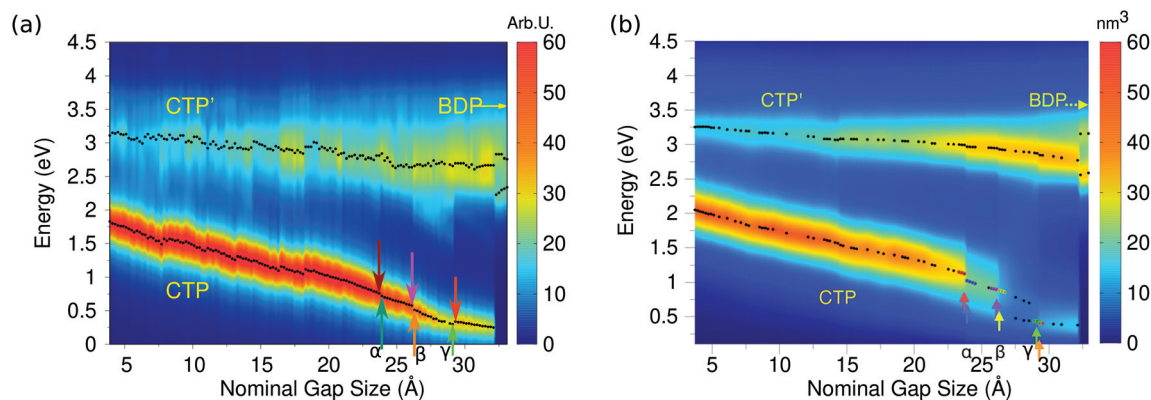 (a)
Arb.U.
4.5
4
3.5
3
2.5
2
1.5
1
0.5
0
Energy (eV)
CTP'
BDP
CTP
α
β
γ
5 10 15 20 25 30
Nominal Gap Size (Å)
60
50
40
30
20
10
0
(b)
nm3
4.5
4
3.5
3
2.5
2
1.5
1
0.5
Energy (eV)
CTP'
BDP
CTP
α
β
γ
5 10 15 20 25 30
Nominal Gap Size (Å)
60
50
40
30
20
10
0